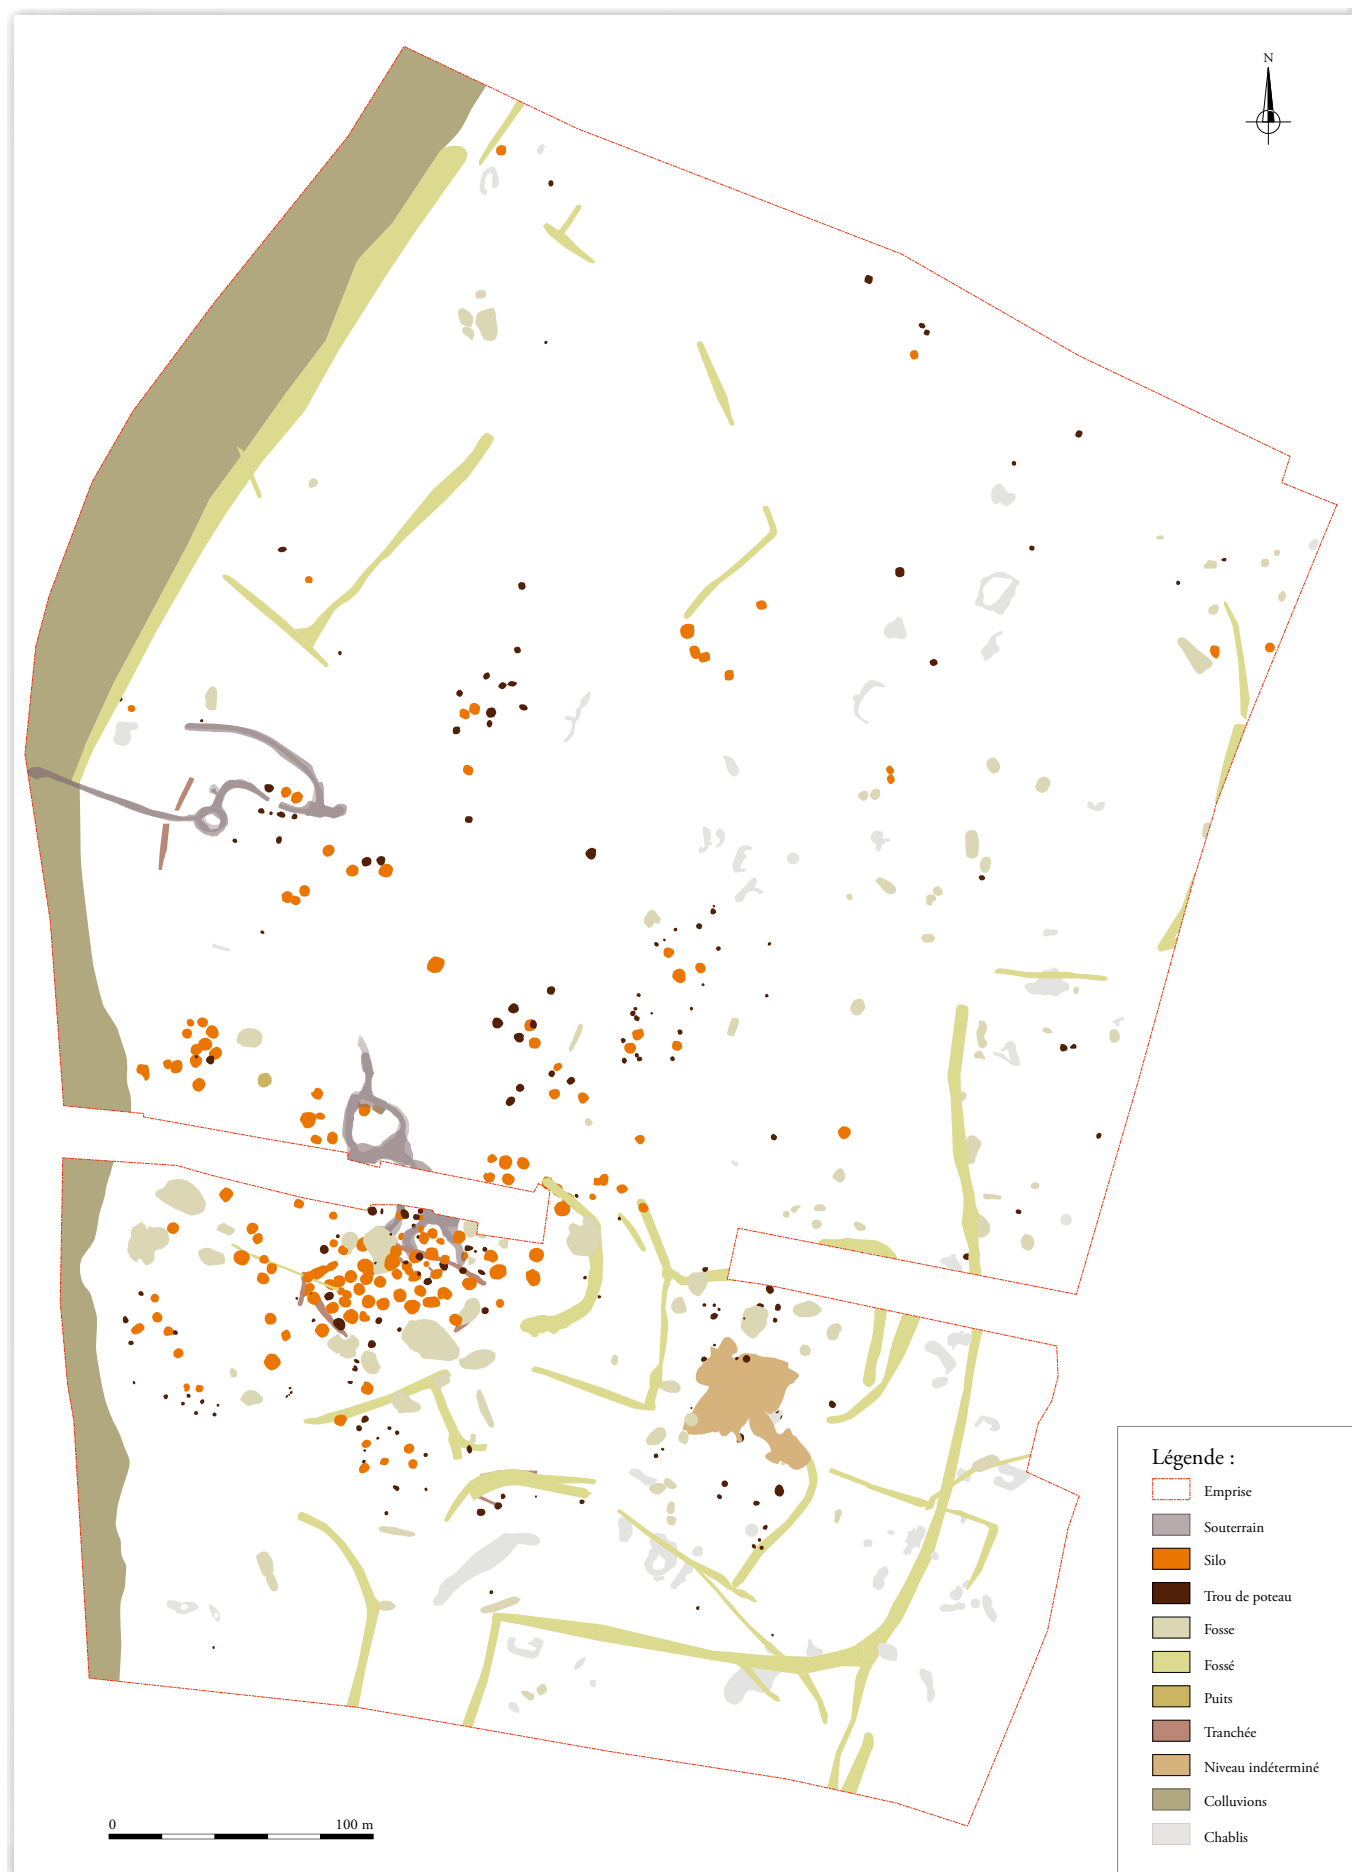 N
Légende :
Emprise
Souterrain
Silo
Trou de poteau
Fosse
Fossé
Puits
Tranchée
Niveau indéterminé
Colluvions
Chablis
0 100 m